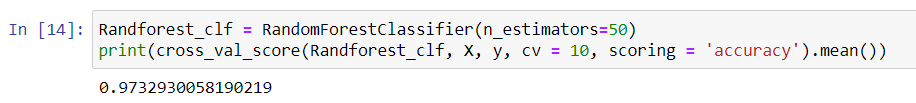 In [14]: Randforest_clf = RandomForestClassifier(n_estimators=50)
print(cross_val_score(Randforest_clf, X, y, cv = 10, scoring = 'accuracy').mean())
0.9732930058190219